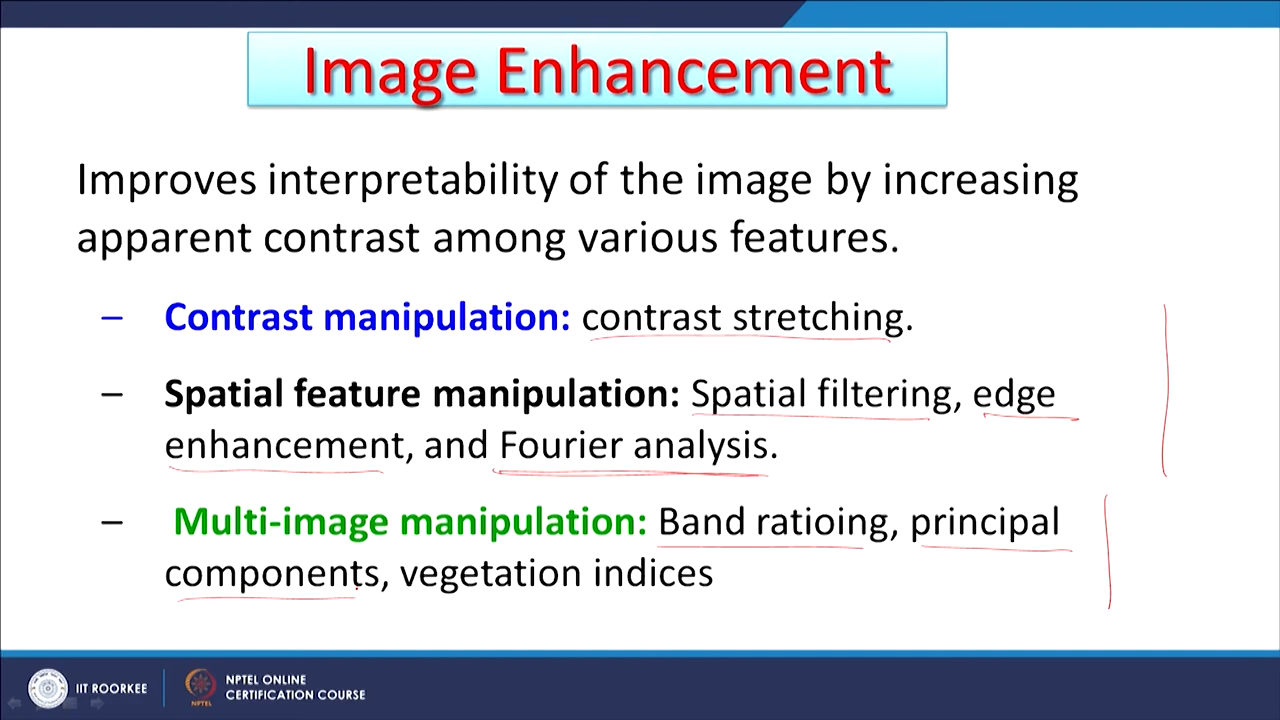 Image Enhancement
Improves interpretability of the image by increasing
apparent contrast among various features.
– Contrast manipulation: contrast stretching.
– Spatial feature manipulation: Spatial filtering, edge
enhancement, and Fourier analysis.
– Multi-image manipulation: Band ratioing, principal
components, vegetation indices
IIT ROORKEE
NPTEL
NPTEL ONLINE
CERTIFICATION COURSE